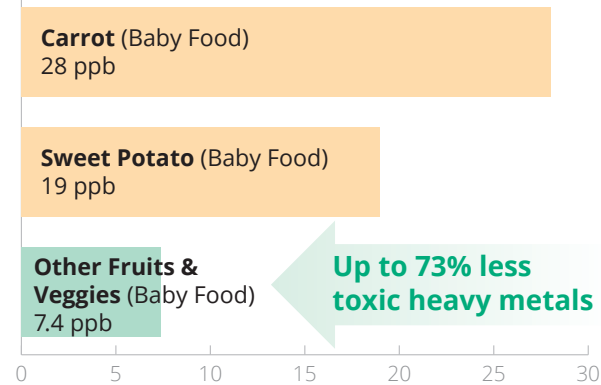 Carrot (Baby Food)
28 ppb
Sweet Potato (Baby Food)
19 ppb
Other Fruits &
Veggies (Baby Food)
7.4 ppb
Up to 73% less
toxic heavy metals
0 5 10 15 20 25 30